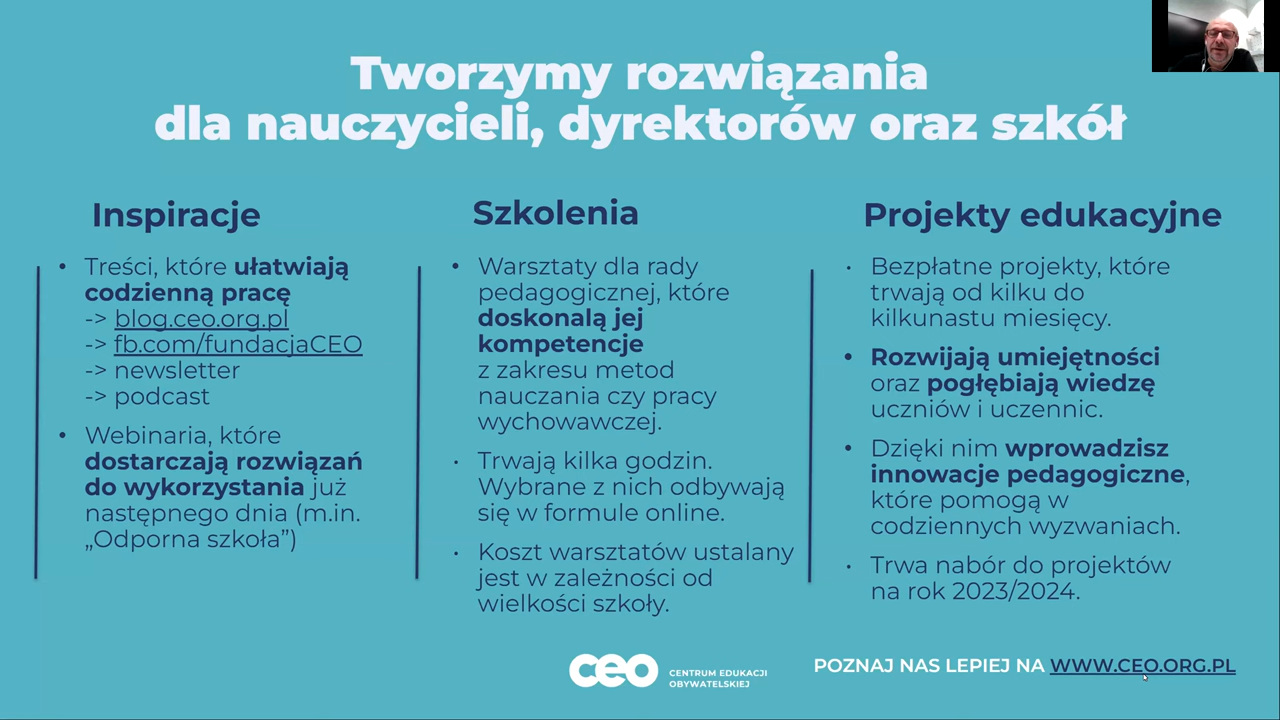 Tworzymy rozwiązania
dla nauczycieli, dyrektorów oraz szkół
Inspiracje
• Treści, które ułatwiają
codzienną pracę
-> blog.ceo.org.pl
-> fb.com/fundacjaCEO
-> newsletter
-> podcast
• Webinaria, które
dostarczają rozwiązań
do wykorzystania już
następnego dnia (m.in.
„Odporna szkoła”)
Szkolenia
• Warsztaty dla rady
pedagogicznej, które
doskonalą jej
kompetencje
z zakresu metod
nauczania czy pracy
wychowawczej.
• Trwają kilka godzin.
Wybrane z nich odbywają
się w formule online.
• Koszt warsztatów ustalany
jest w zależności od
wielkości szkoły.
Projekty edukacyjne
• Bezpłatne projekty, które
trwają od kilku do
kilkunastu miesięcy.
• Rozwijają umiejętności
oraz pogłębiają wiedzę
uczniów i uczennic.
• Dzięki nim wprowadzisz
innowacje pedagogiczne,
które pomogą w
codziennych wyzwaniach.
• Trwa nabór do projektów
na rok 2023/2024.
ceo CENTRUM EDUKACJI
OBYWATELSKIEJ
POZNAJ NAS LEPIEJ NA WWW.CEO.ORG.PL